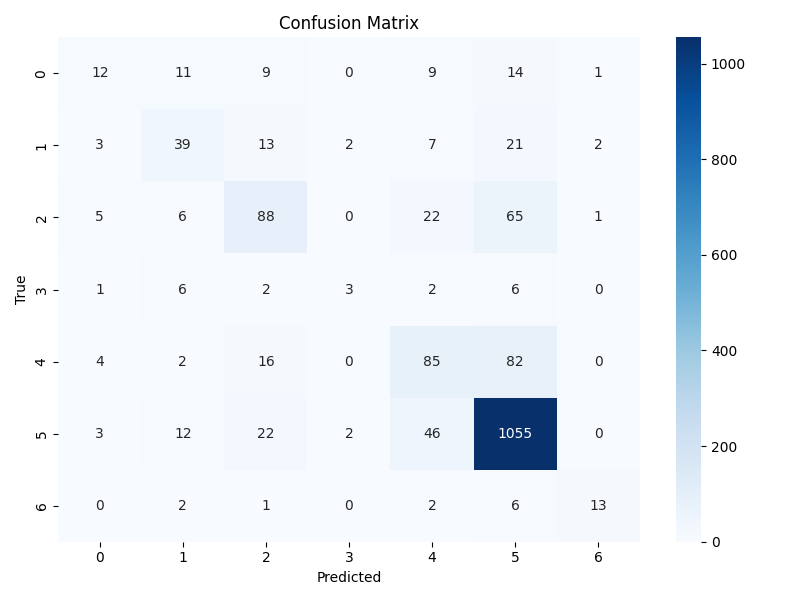 Confusion Matrix
0 12 11 9 0 9 14 1
1 3 39 13 2 7 21 2
2 5 6 88 0 22 65 1
3 1 6 2 3 2 6 0
4 4 2 16 0 85 82 0
5 3 12 22 2 46 1055 0
6 0 2 1 0 2 6 13
0 1 2 3 4 5 6
True
Predicted
1000
800
600
400
200
0